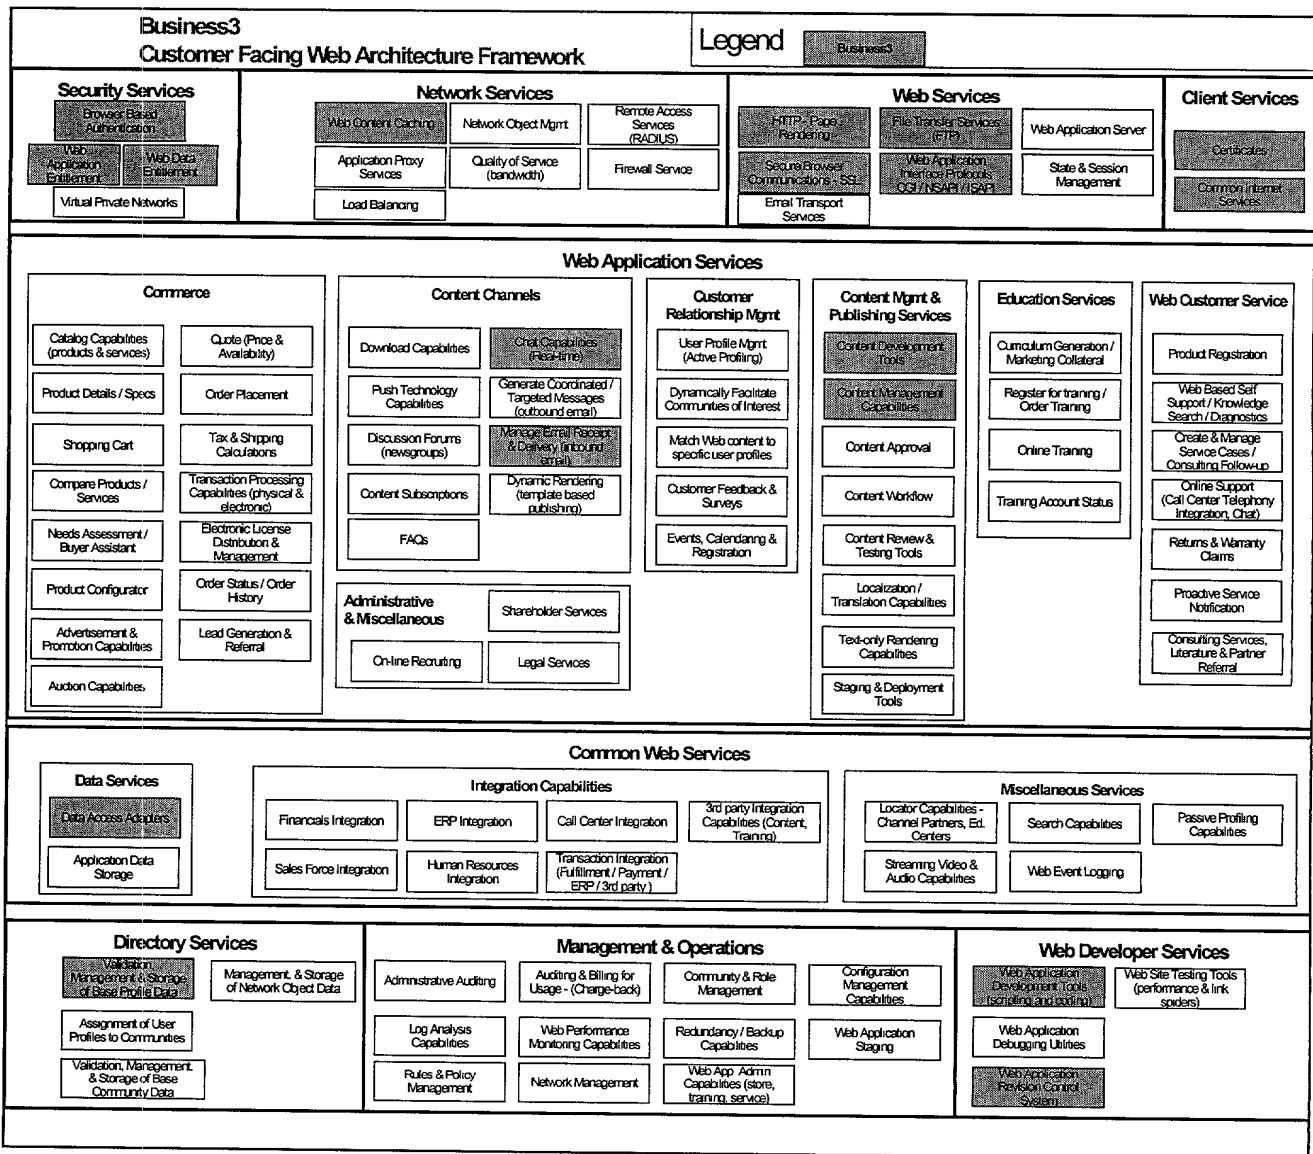 Business3
Customer Facing Web Architecture Framework
Legend
Business3
Security Services
Browser Based
Authentication
Web
Application
Entitlement
Web Data
Entitlement
Virtual Private Networks
Network Services
Web Content Caching
Network Object Mgmt
Remote Access
Services
(RADIUS)
Application Proxy
Services
Quality of Service
(bandwidth)
Firewall Service
Load Balancing
Web Services
HTTP - Page
Rendering
File Transfer Services
(FTP)
Web Application Server
Secure Browser
Communications - SSL
Web Application
Interface Protocols
CGI / NSAPI / ISAPI
State & Session
Management
Email Transport
Services
Client Services
Certificates
Common Internet
Services
Web Application Services
Commerce
Catalog Capabilities
(products & services)
Quote (Price &
Availability)
Product Details / Specs
Order Placement
Shopping Cart
Tax & Shipping
Calculations
Compare Products /
Services
Transaction Processing
Capabilities (physical &
electronic)
Needs Assessment /
Buyer Assistant
Electronic License
Distribution &
Management
Product Configurator
Order Status / Order
History
Advertisement &
Promotion Capabilities
Lead Generation &
Referral
Auction Capabilities
Content Channels
Download Capabilities
Chat Capabilities
(Real-time)
Push Technology
Capabilities
Generate Coordinated /
Targeted Messages
(outbound email)
Discussion Forums
(newsgroups)
Manage Email Receipt
& Delivery (inbound
email)
Content Subscriptions
Dynamic Rendering
(template based
publishing)
FAQs
Administrative
& Miscellaneous
Shareholder Services
On-line Recruiting
Legal Services
Customer
Relationship Mgmt
User Profile Mgmt
(Active Profiling)
Dynamically Facilitate
Communities of Interest
Match Web content to
specific user profiles
Customer Feedback &
Surveys
Events, Calendaring &
Registration
Content Mgmt &
Publishing Services
Content Development
Tools
Content Management
Capabilities
Content Approval
Content Workflow
Content Review &
Testing Tools
Localization /
Translation Capabilities
Text-only Rendering
Capabilities
Staging & Deployment
Tools
Education Services
Curriculum Generation /
Marketing Collateral
Register for training /
Order Training
Online Training
Training Account Status
Web Customer Service
Product Registration
Web Based Self
Support / Knowledge
Search / Diagnostics
Create & Manage
Service Cases /
Consulting Follow-up
Online Support
(Call Center Telephony
Integration, Chat)
Returns & Warranty
Claims
Proactive Service
Notification
Consulting Services,
Literature & Partner
Referral
Common Web Services
Data Services
Data Access Adapters
Application Data
Storage
Integration Capabilities
Financials Integration
ERP Integration
Call Center Integration
3rd party Integration
Capabilities (Content,
Training)
Sales Force Integration
Human Resources
Integration
Transaction Integration
(Fulfillment / Payment /
ERP / 3rd party )
Miscellaneous Services
Locator Capabilities -
Channel Partners, Ed.
Centers
Search Capabilities
Passive Profiling
Capabilities
Streaming Video &
Audio Capabilities
Web Event Logging
Directory Services
Validation
Management & Storage
of Base Profile Data
Management. & Storage
of Network Object Data
Assignment of User
Profiles to Communities
Validation, Management.
& Storage of Base
Community Data
Management & Operations
Administrative Auditing
Auditing & Billing for
Usage - (Charge-back)
Community & Role
Management
Configuration
Management
Capabilities
Log Analysis
Capabilities
Web Performance
Monitoring Capabilities
Redundancy / Backup
Capabilities
Web Application
Staging
Rules & Policy
Management
Network Management
Web App Admin
Capabilities (store,
training, service)
Web Developer Services
Web Application
Development Tools
(scripting and coding)
Web Site Testing Tools
(performance & link
spiders)
Web Application
Debugging Utilities
Web Application
Revision Control
System